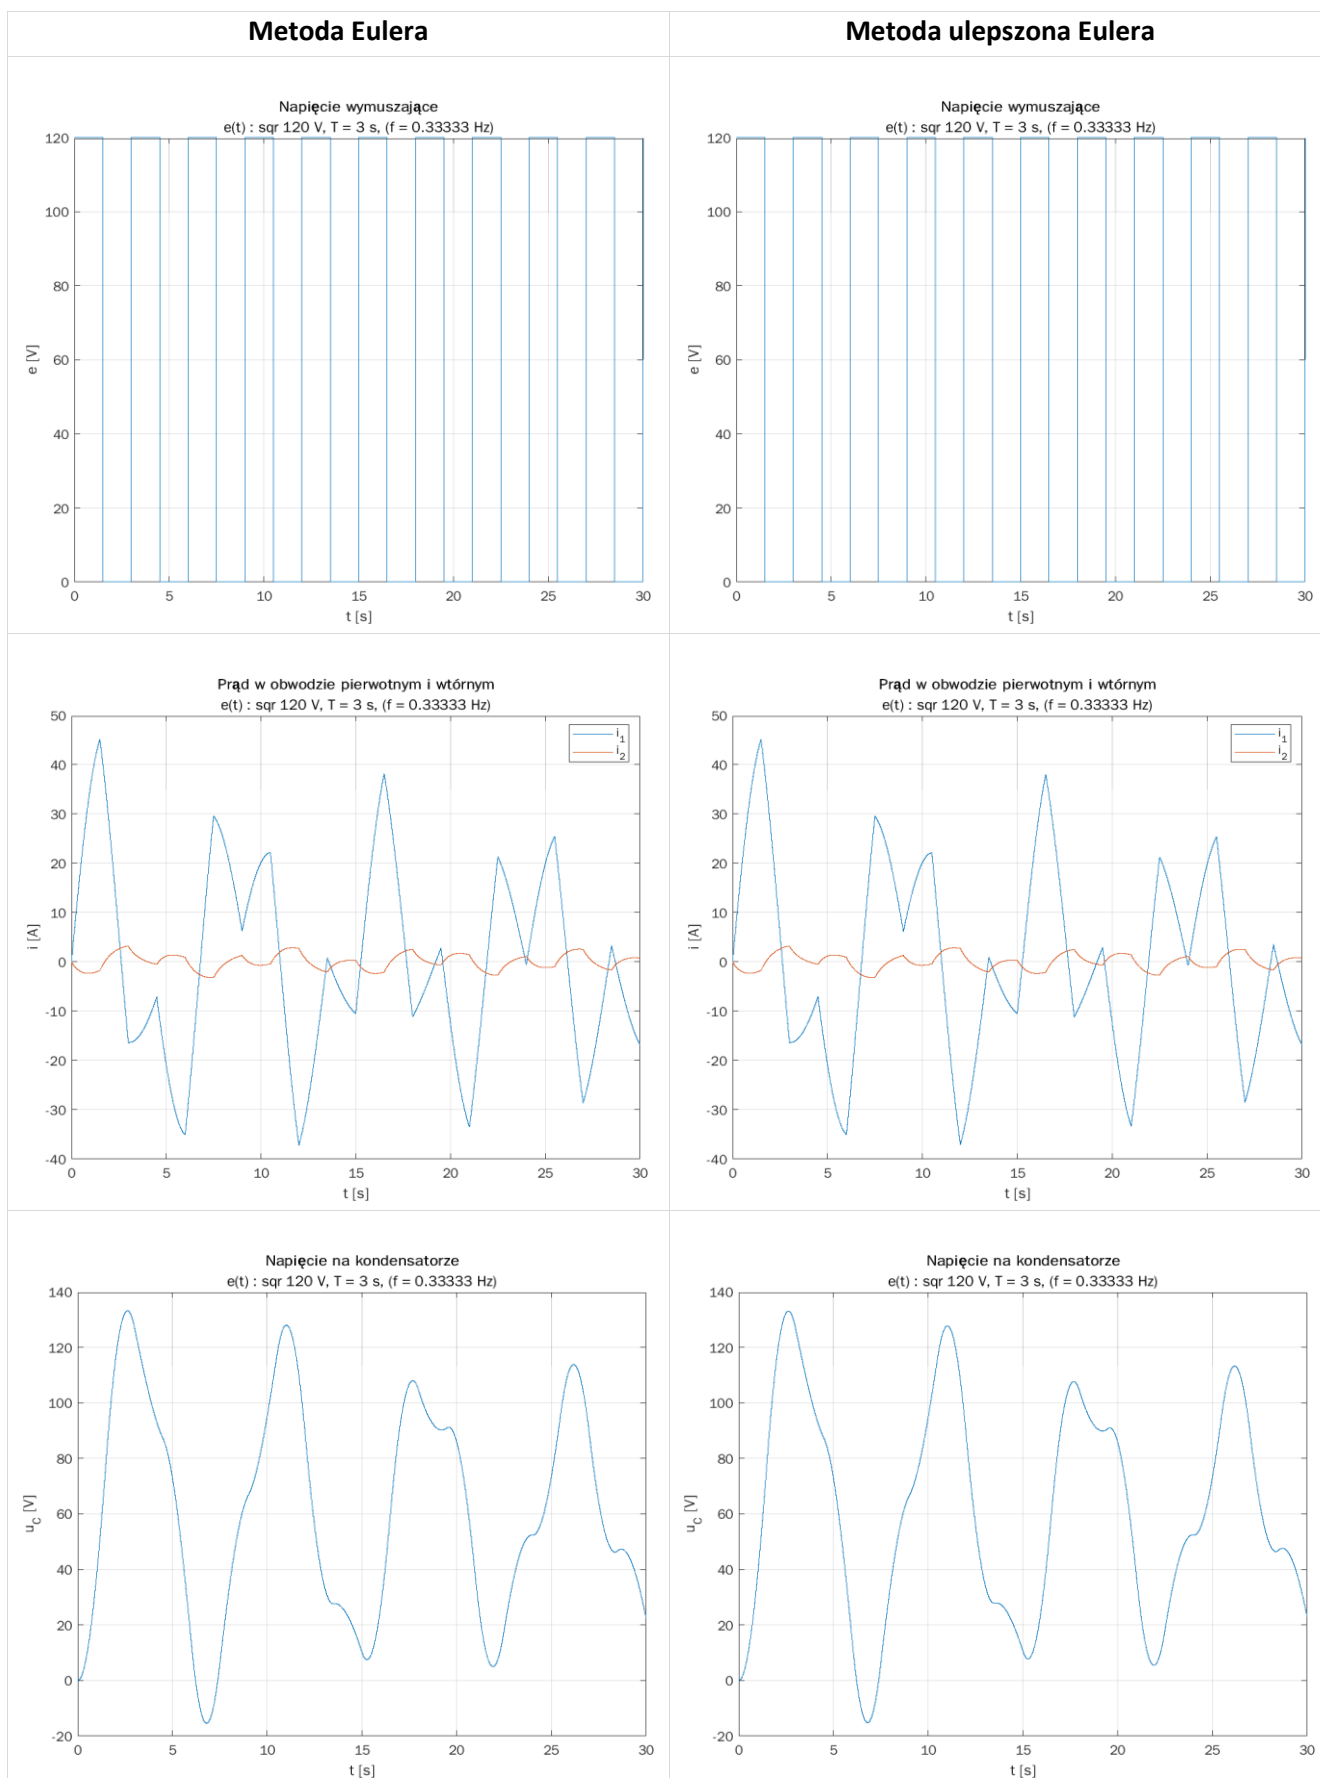 Metoda Eulera
Metoda ulepszona Eulera
Napięcie wymuszające
e(t) : sqr 120 V, T = 3 s, (f = 0.33333 Hz)
120
100
80
60
40
20
0
e [V]
0 5 10 15 20 25 30
t [s]
Napięcie wymuszające
e(t) : sqr 120 V, T = 3 s, (f = 0.33333 Hz)
120
100
80
60
40
20
0
e [V]
0 5 10 15 20 25 30
t [s]
Prąd w obwodzie pierwotnym i wtórnym
e(t) : sqr 120 V, T = 3 s, (f = 0.33333 Hz)
50
40
30
20
10
0
-10
-20
-30
-40
i [A]
i_1
i_2
0 5 10 15 20 25 30
t [s]
Prąd w obwodzie pierwotnym i wtórnym
e(t) : sqr 120 V, T = 3 s, (f = 0.33333 Hz)
50
40
30
20
10
0
-10
-20
-30
-40
i [A]
i_1
i_2
0 5 10 15 20 25 30
t [s]
Napięcie na kondensatorze
e(t) : sqr 120 V, T = 3 s, (f = 0.33333 Hz)
140
120
100
80
60
40
20
0
-20
u_C [V]
0 5 10 15 20 25 30
t [s]
Napięcie na kondensatorze
e(t) : sqr 120 V, T = 3 s, (f = 0.33333 Hz)
140
120
100
80
60
40
20
0
-20
u_C [V]
0 5 10 15 20 25 30
t [s]